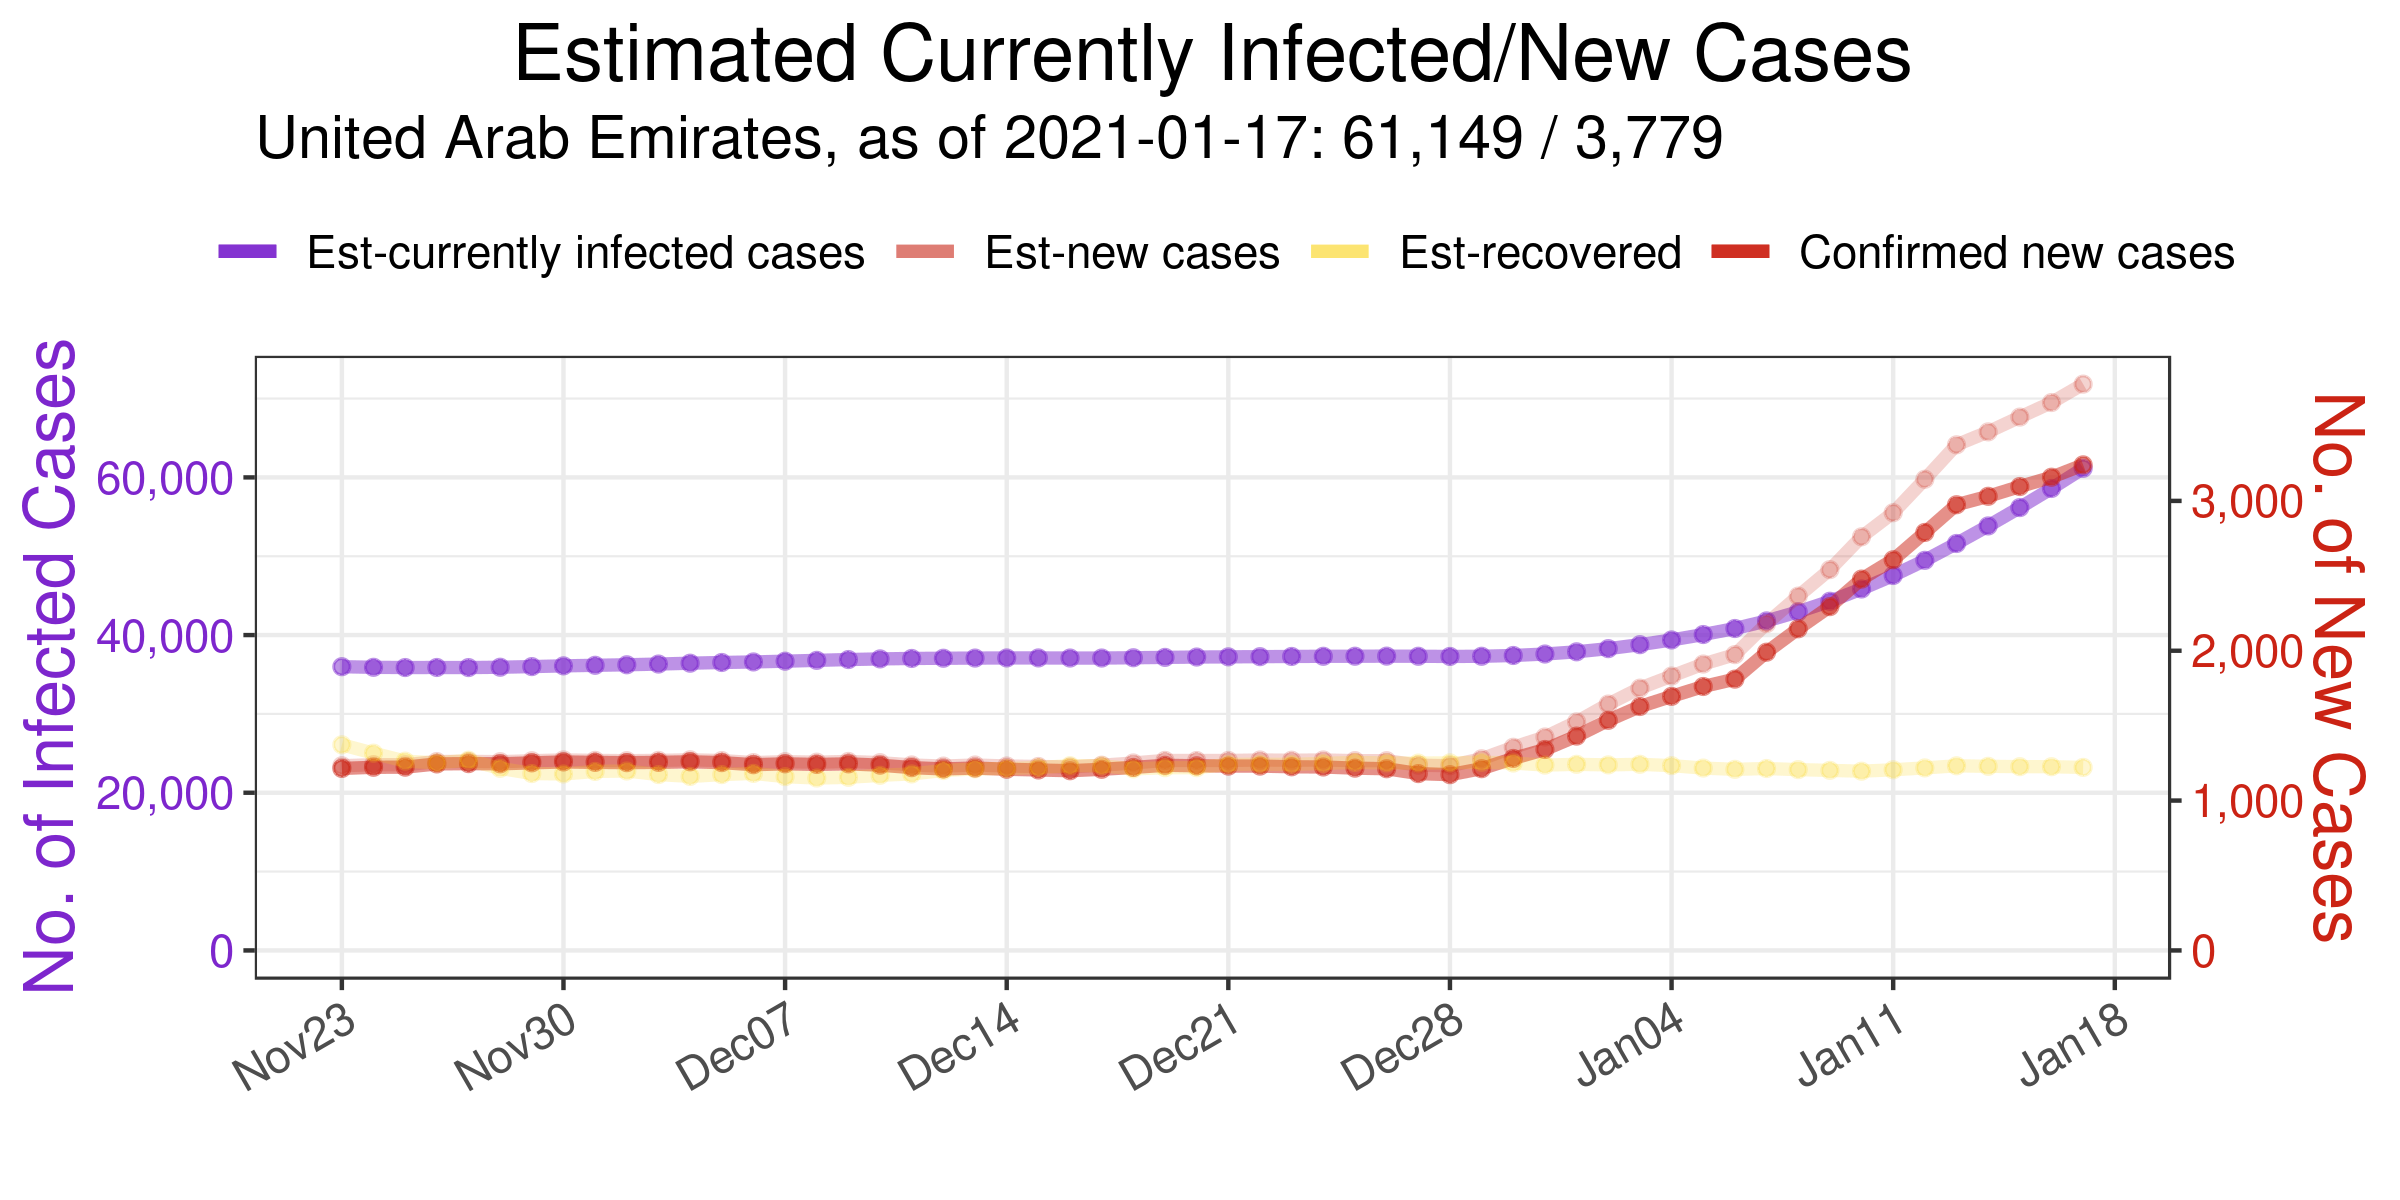 Estimated Currently Infected/New Cases
United Arab Emirates, as of 2021-01-17: 61,149 / 3,779
Est-currently infected cases Est-new cases Est-recovered Confirmed new cases
No. of Infected Cases
60,000
40,000
20,000
0
3,000
2,000
1,000
0
No. of New Cases
Nov23 Nov30 Dec07 Dec14 Dec21 Dec28 Jan04 Jan11 Jan18